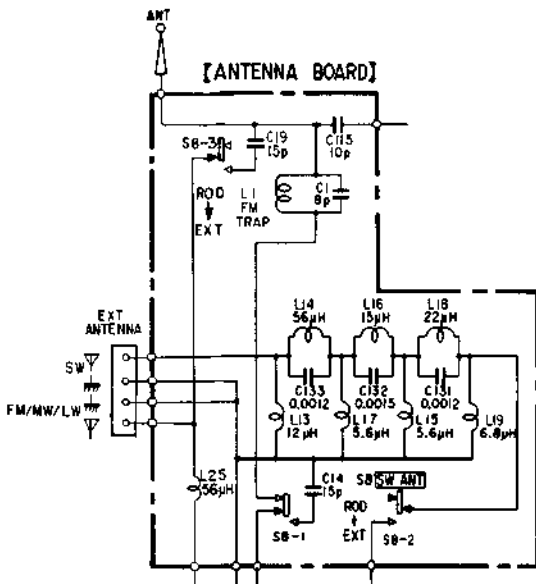 ANT
【ANTENNA BOARD】
S8-3
C19
15p
C115
10p
ROD
EXT
L1
FM
TRAP
C1
8p
EXT
ANTENNA
SW
FM/MW/LW
L14
56μH
L16
15μH
L18
22μH
C133
0.0012
C132
0.0015
C131
0.0012
L13
12μH
L17
5.6μH
L15
5.6μH
L19
6.8μH
L25
56μH
C14
15p
S8-1
ROD
EXT
S8 SW ANT
S8-2